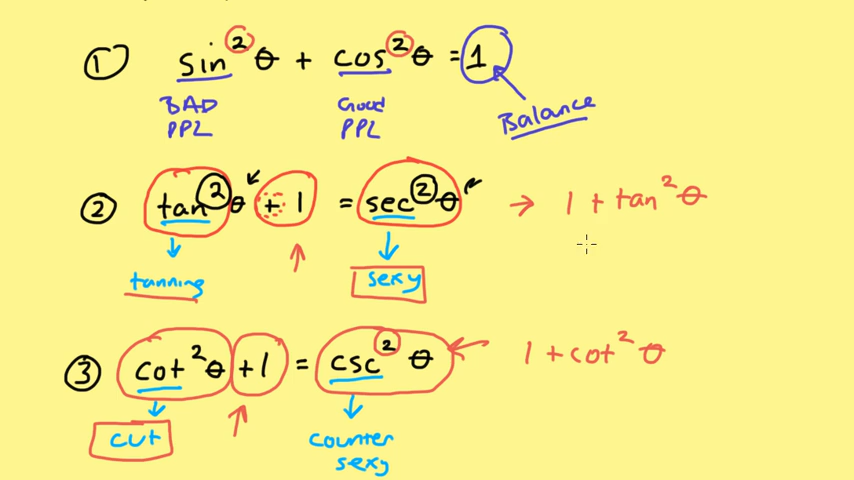 ① sin²θ + cos²θ = 1
BAD PPL
Good PPL
Balance
② tan²θ + 1 = sec²θ → 1 + tan²θ
tanning
sexy
③ cot²θ + 1 = csc²θ ← 1 + cot²θ
cut
counter sexy